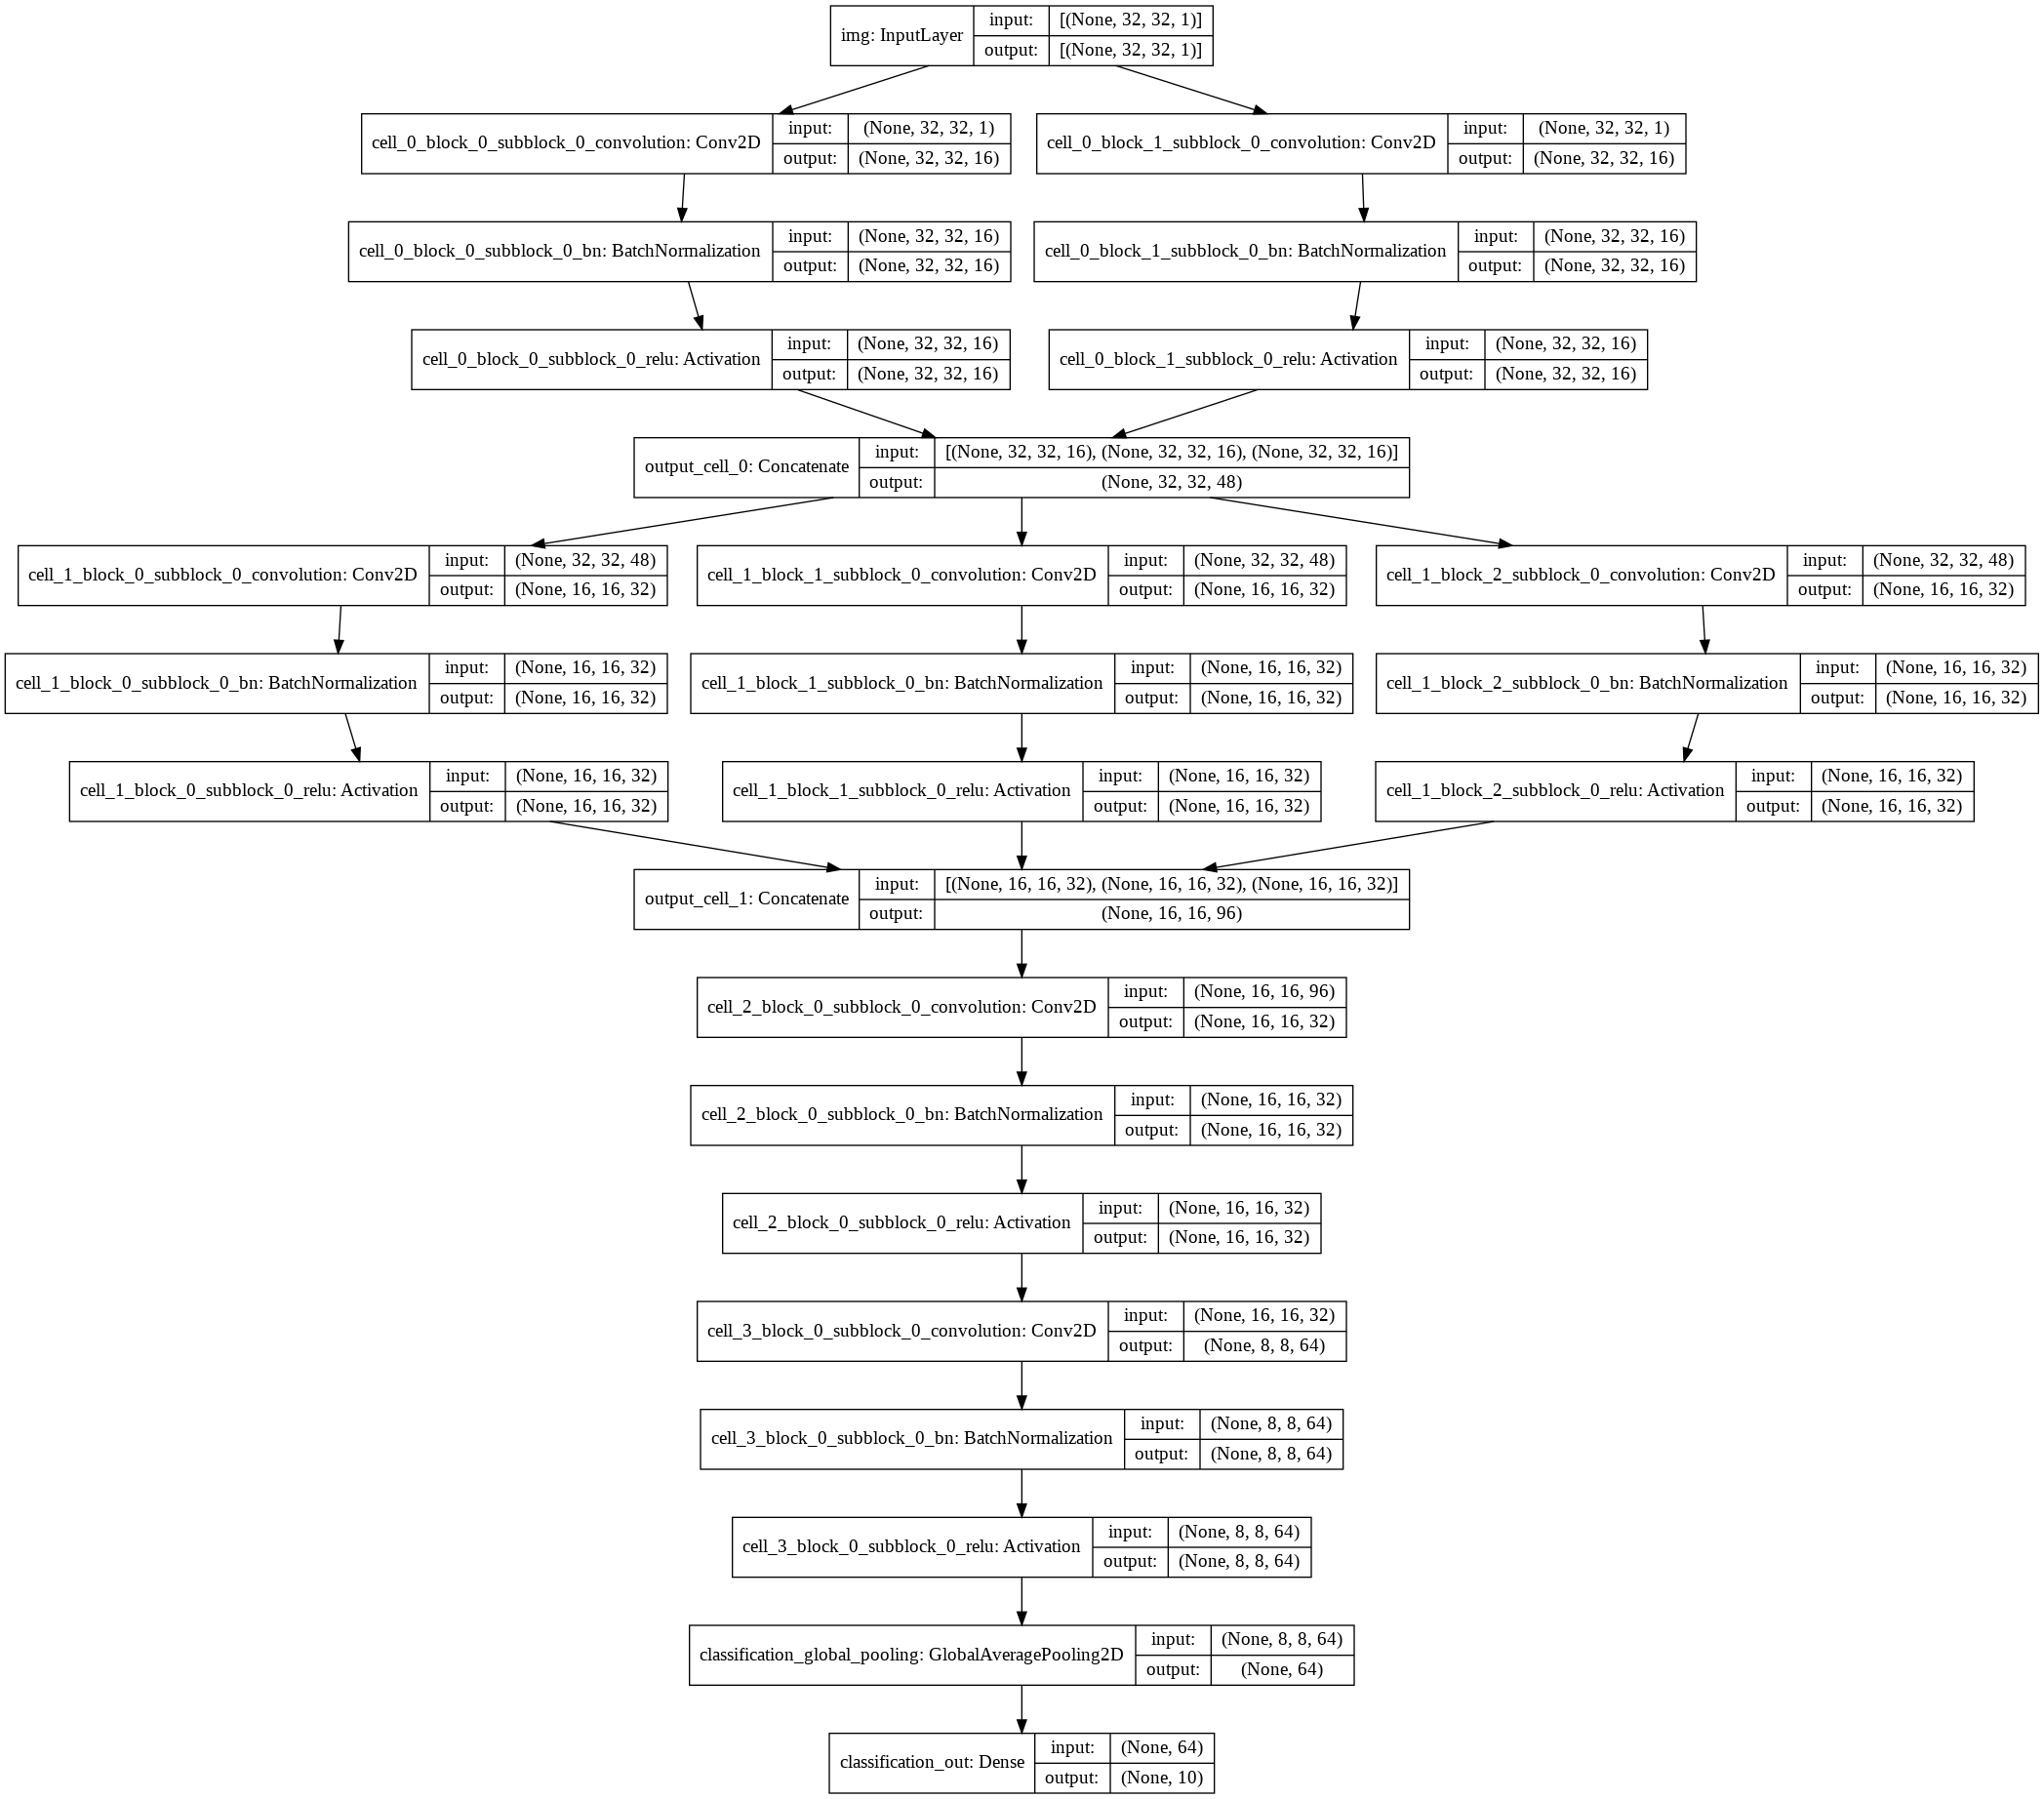 img: InputLayer
input: [(None, 32, 32, 1)]
output: [(None, 32, 32, 1)]
cell_0_block_0_subblock_0_convolution: Conv2D
input: (None, 32, 32, 1)
output: (None, 32, 32, 16)
cell_0_block_1_subblock_0_convolution: Conv2D
input: (None, 32, 32, 1)
output: (None, 32, 32, 16)
cell_0_block_0_subblock_0_bn: BatchNormalization
input: (None, 32, 32, 16)
output: (None, 32, 32, 16)
cell_0_block_1_subblock_0_bn: BatchNormalization
input: (None, 32, 32, 16)
output: (None, 32, 32, 16)
cell_0_block_0_subblock_0_relu: Activation
input: (None, 32, 32, 16)
output: (None, 32, 32, 16)
cell_0_block_1_subblock_0_relu: Activation
input: (None, 32, 32, 16)
output: (None, 32, 32, 16)
output_cell_0: Concatenate
input: [(None, 32, 32, 16), (None, 32, 32, 16), (None, 32, 32, 16)]
output: (None, 32, 32, 48)
cell_1_block_0_subblock_0_convolution: Conv2D
input: (None, 32, 32, 48)
output: (None, 16, 16, 32)
cell_1_block_1_subblock_0_convolution: Conv2D
input: (None, 32, 32, 48)
output: (None, 16, 16, 32)
cell_1_block_2_subblock_0_convolution: Conv2D
input: (None, 32, 32, 48)
output: (None, 16, 16, 32)
cell_1_block_0_subblock_0_bn: BatchNormalization
input: (None, 16, 16, 32)
output: (None, 16, 16, 32)
cell_1_block_1_subblock_0_bn: BatchNormalization
input: (None, 16, 16, 32)
output: (None, 16, 16, 32)
cell_1_block_2_subblock_0_bn: BatchNormalization
input: (None, 16, 16, 32)
output: (None, 16, 16, 32)
cell_1_block_0_subblock_0_relu: Activation
input: (None, 16, 16, 32)
output: (None, 16, 16, 32)
cell_1_block_1_subblock_0_relu: Activation
input: (None, 16, 16, 32)
output: (None, 16, 16, 32)
cell_1_block_2_subblock_0_relu: Activation
input: (None, 16, 16, 32)
output: (None, 16, 16, 32)
output_cell_1: Concatenate
input: [(None, 16, 16, 32), (None, 16, 16, 32), (None, 16, 16, 32)]
output: (None, 16, 16, 96)
cell_2_block_0_subblock_0_convolution: Conv2D
input: (None, 16, 16, 96)
output: (None, 16, 16, 32)
cell_2_block_0_subblock_0_bn: BatchNormalization
input: (None, 16, 16, 32)
output: (None, 16, 16, 32)
cell_2_block_0_subblock_0_relu: Activation
input: (None, 16, 16, 32)
output: (None, 16, 16, 32)
cell_3_block_0_subblock_0_convolution: Conv2D
input: (None, 16, 16, 32)
output: (None, 8, 8, 64)
cell_3_block_0_subblock_0_bn: BatchNormalization
input: (None, 8, 8, 64)
output: (None, 8, 8, 64)
cell_3_block_0_subblock_0_relu: Activation
input: (None, 8, 8, 64)
output: (None, 8, 8, 64)
classification_global_pooling: GlobalAveragePooling2D
input: (None, 8, 8, 64)
output: (None, 64)
classification_out: Dense
input: (None, 64)
output: (None, 10)